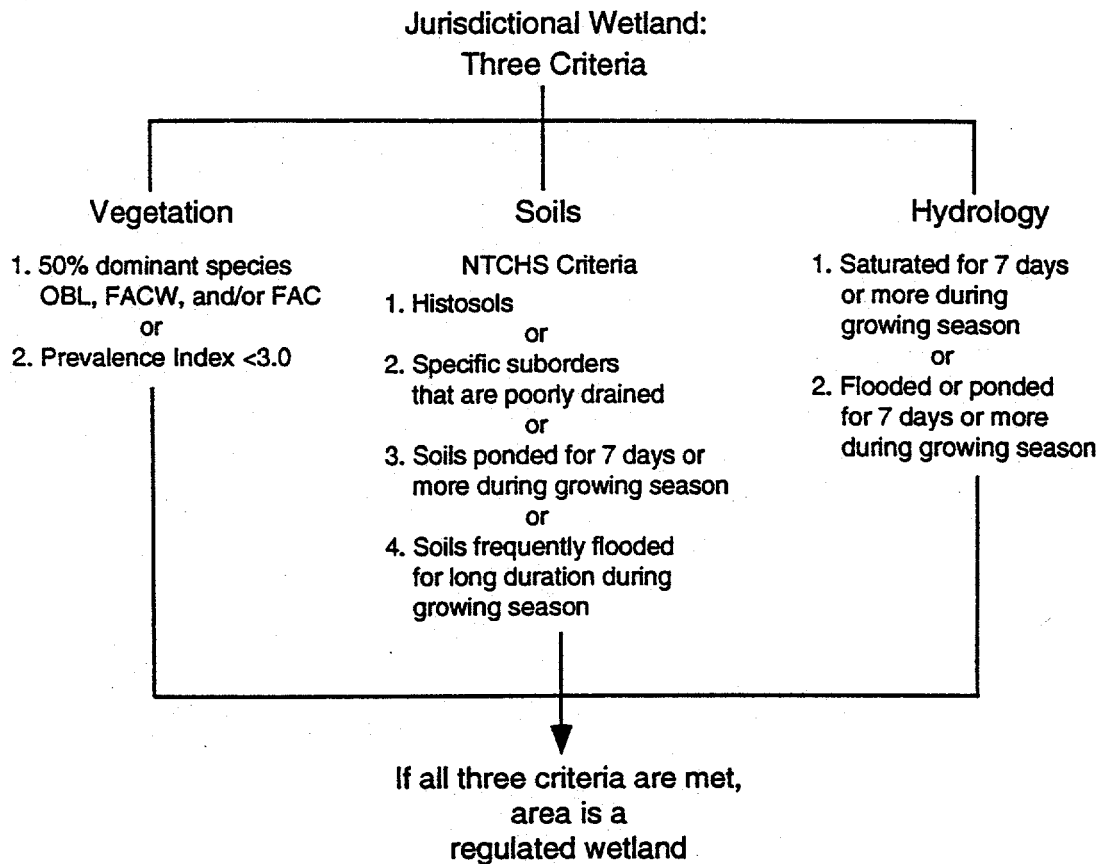 Jurisdictional Wetland:
Three Criteria
Vegetation
1. 50% dominant species
OBL, FACW, and/or FAC
or
2. Prevalence Index <3.0
Soils
NTCHS Criteria
1. Histosols
or
2. Specific suborders
that are poorly drained
or
3. Soils ponded for 7 days or
more during growing season
or
4. Soils frequently flooded
for long duration during
growing season
Hydrology
1. Saturated for 7 days
or more during
growing season
or
2. Flooded or ponded
for 7 days or more
during growing season
If all three criteria are met,
area is a
regulated wetland